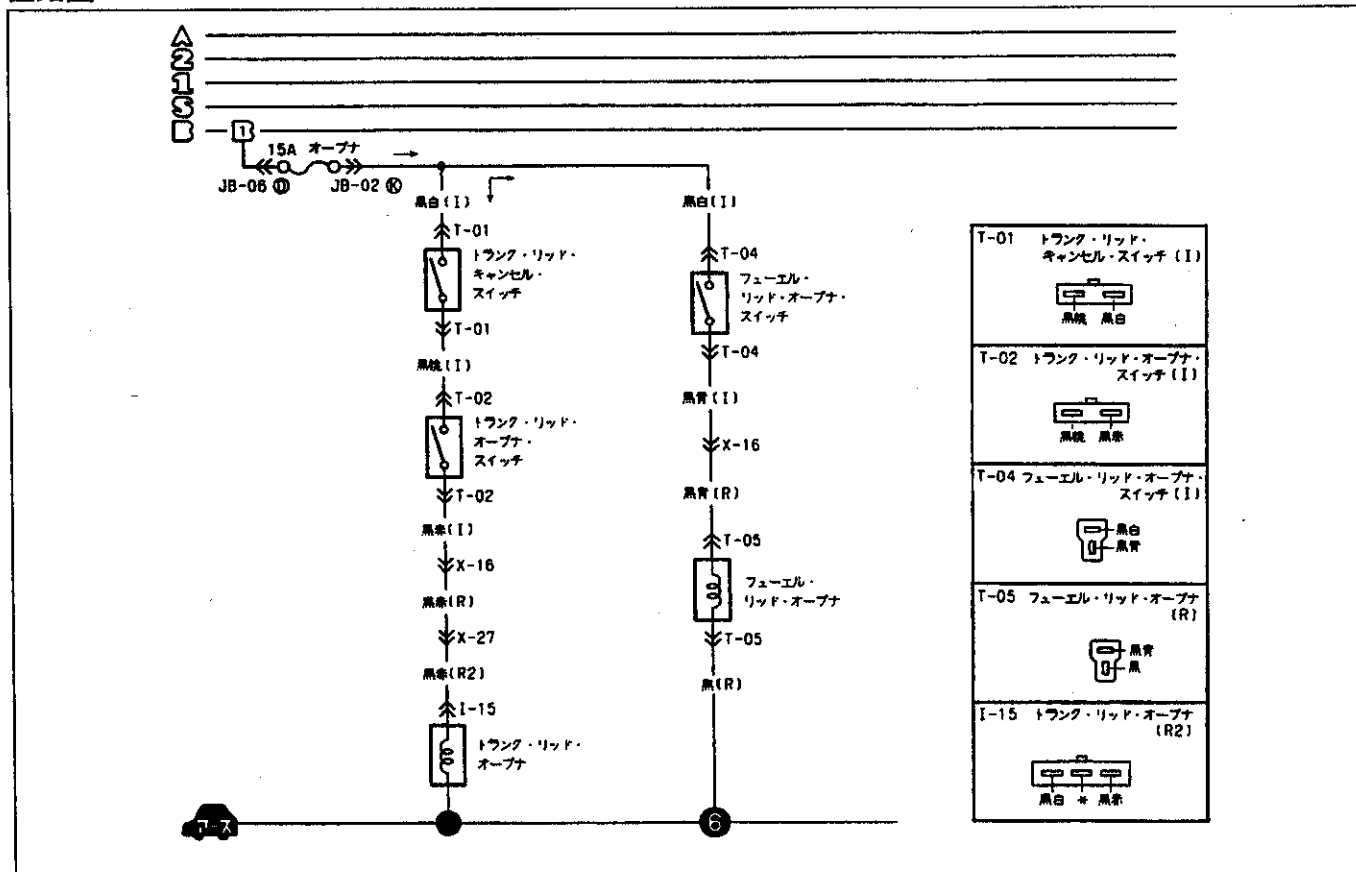 A
2
1
S
B
1
15A オープナ
JB-06 Ⓓ
JB-02 Ⓚ
黒白(I)
T-01
トランク・リッド・
キャンセル・
スイッチ
T-01
黒桃(I)
T-02
トランク・リッド・
オープナ・
スイッチ
T-02
黒赤(I)
X-16
黒赤(R)
X-27
黒赤(R2)
I-15
トランク・リッド・
オープナ
黒白(I)
T-04
フューエル・
リッド・オープナ・
スイッチ
T-04
黒青(I)
X-16
黒青(R)
T-05
フューエル・
リッド・オープナ
T-05
黒(R)
アース
6
T-01 トランク・リッド・
キャンセル・スイッチ(I)
黒桃 黒白
T-02 トランク・リッド・オープナ・
スイッチ(I)
黒桃 黒赤
T-04 フューエル・リッド・オープナ・
スイッチ(I)
黒白
黒青
T-05 フューエル・リッド・オープナ
(R)
黒青
黒
I-15 トランク・リッド・オープナ
(R2)
黒白 * 黒赤